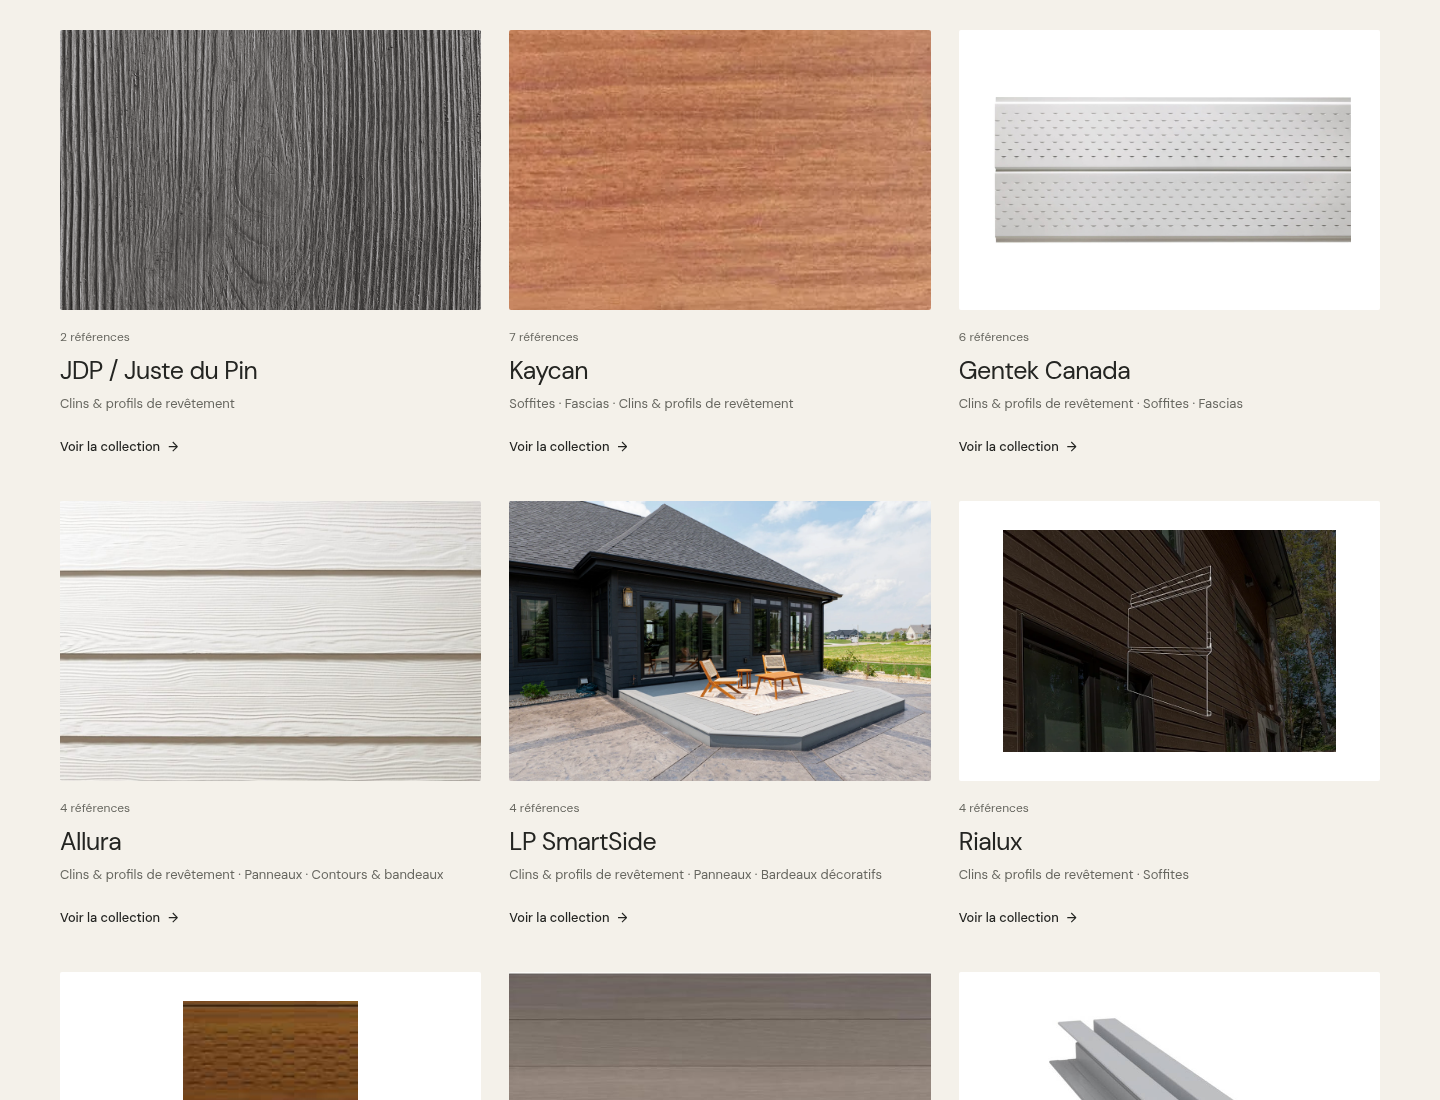 2 références
JDP / Juste du Pin
Clins & profils de revêtement
Voir la collection →
7 références
Kaycan
Soffites · Fascias · Clins & profils de revêtement
Voir la collection →
6 références
Gentek Canada
Clins & profils de revêtement · Soffites · Fascias
Voir la collection →
4 références
Allura
Clins & profils de revêtement · Panneaux · Contours & bandeaux
Voir la collection →
4 références
LP SmartSide
Clins & profils de revêtement · Panneaux · Bardeaux décoratifs
Voir la collection →
4 références
Rialux
Clins & profils de revêtement · Soffites
Voir la collection →